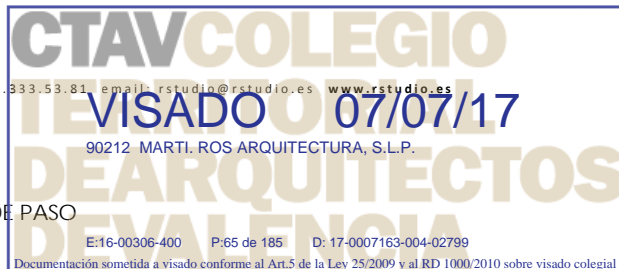 CTAVCOLEGIO
.333.53.81 email: rstudio@rstudio.es www.rstudio.es
TERRITORIAL
VISADO 07/07/17
90212 MARTI. ROS ARQUITECTURA, S.L.P.
DEARQUITECTOS
DE PASO
DEVALENCIA
E:16-00306-400 P:65 de 185 D: 17-0007163-004-02799
Documentación sometida a visado conforme al Art.5 de la Ley 25/2009 y al RD 1000/2010 sobre visado colegial